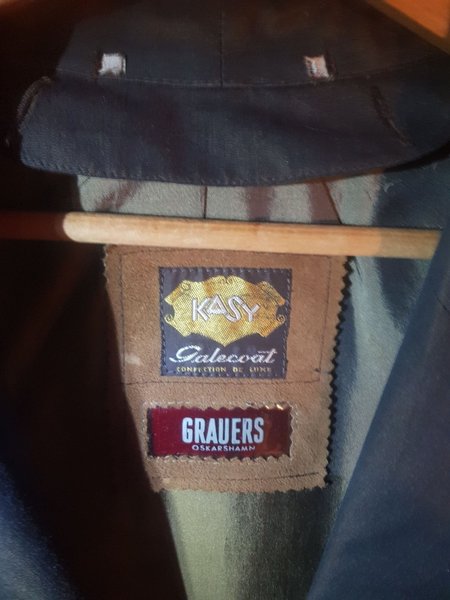 KASY
Galecoat
CONFECTION DE LUXE
GRAUERS
OSKARSHAMN